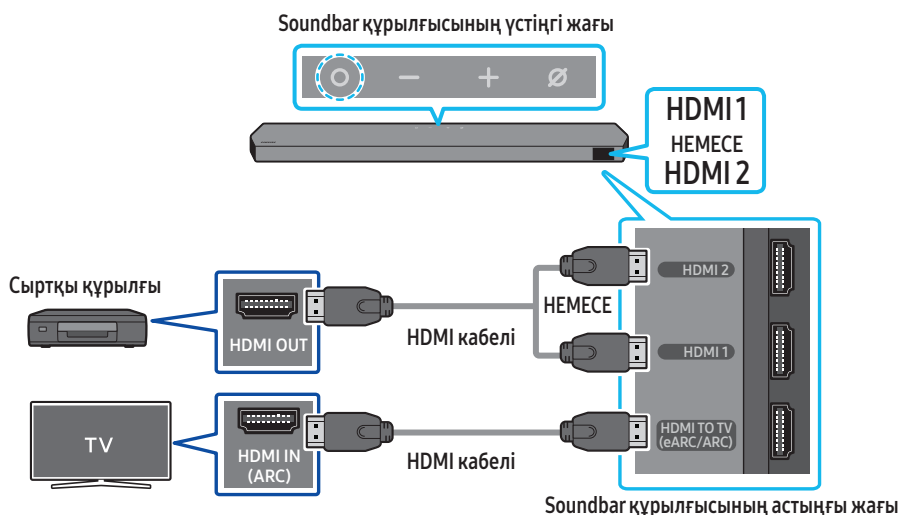 Soundbar құрылғысының үстіңгі жағы
HDMI 1
НЕМЕСЕ
HDMI 2
Сыртқы құрылғы
HDMI OUT
HDMI кабелі
НЕМЕСЕ
HDMI 2
HDMI 1
TV
HDMI IN
(ARC)
HDMI кабелі
HDMI TO TV
(eARC/ARC)
Soundbar құрылғысының астыңғы жағы